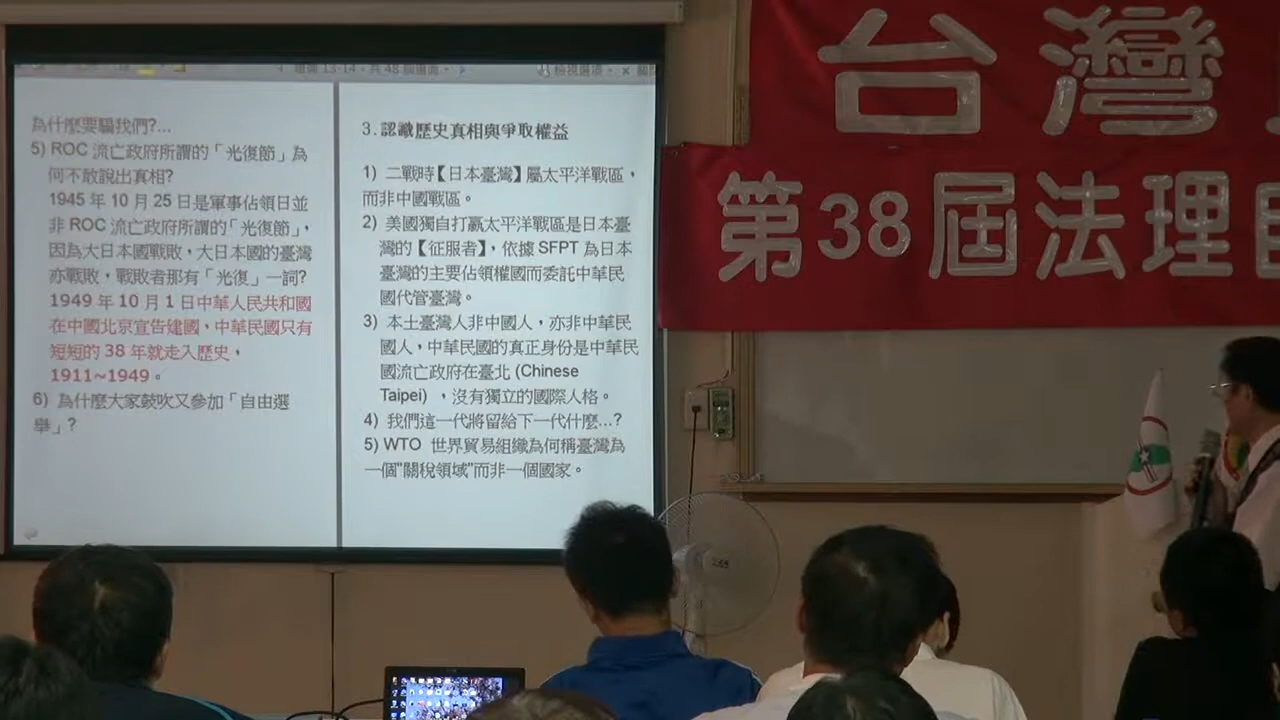 為什麼要騙我們?...
5) ROC 流亡政府所謂的「光復節」為
何不敢說出真相?
1945 年 10 月 25 日是軍事佔領日並
非 ROC 流亡政府所謂的「光復節」,
因為大日本國戰敗,大日本國的臺灣
亦戰敗,戰敗者那有「光復」一詞?
1949 年 10 月 1 日中華人民共和國
在中國北京宣告建國,中華民國只有
短短的 38 年就走入歷史,
1911~1949。
6) 為什麼大家鼓吹又參加「自由選
舉」?
3.認識歷史真相與爭取權益
1) 二戰時【日本臺灣】屬太平洋戰區,
而非中國戰區。
2) 美國獨自打贏太平洋戰區是日本臺
灣的【征服者】,依據 SFPT 為日本
臺灣的主要佔領權國而委託中華民
國代管臺灣。
3) 本土臺灣人非中國人,亦非中華民
國人,中華民國的真正身份是中華民
國流亡政府在臺北 (Chinese
Taipei) ,沒有獨立的國際人格。
4) 我們這一代將留給下一代什麼...?
5) WTO 世界貿易組織為何稱臺灣為
一個"關稅領域"而非一個國家。
台灣
第38屆法理